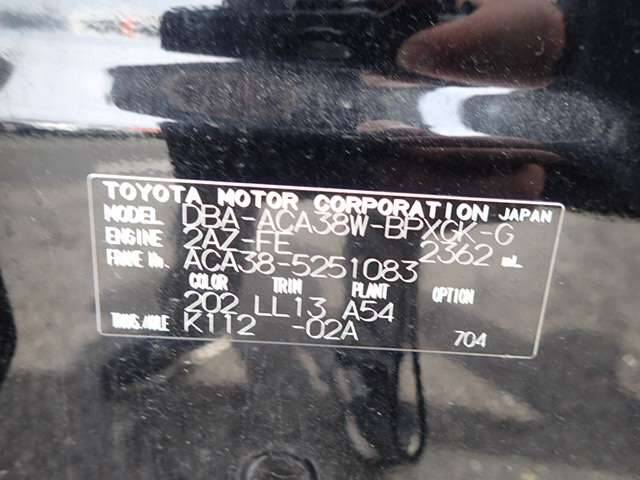 TOYOTA MOTOR CORPORATION JAPAN
MODEL DBA-ACA38W-BPXGK-G
ENGINE 2AZ-FE 2362 mL
FRAME No. ACA38-5251083
COLOR TRIM PLANT OPTION
202 LL13 A54
TRANS./AXLE K112 -02A 704